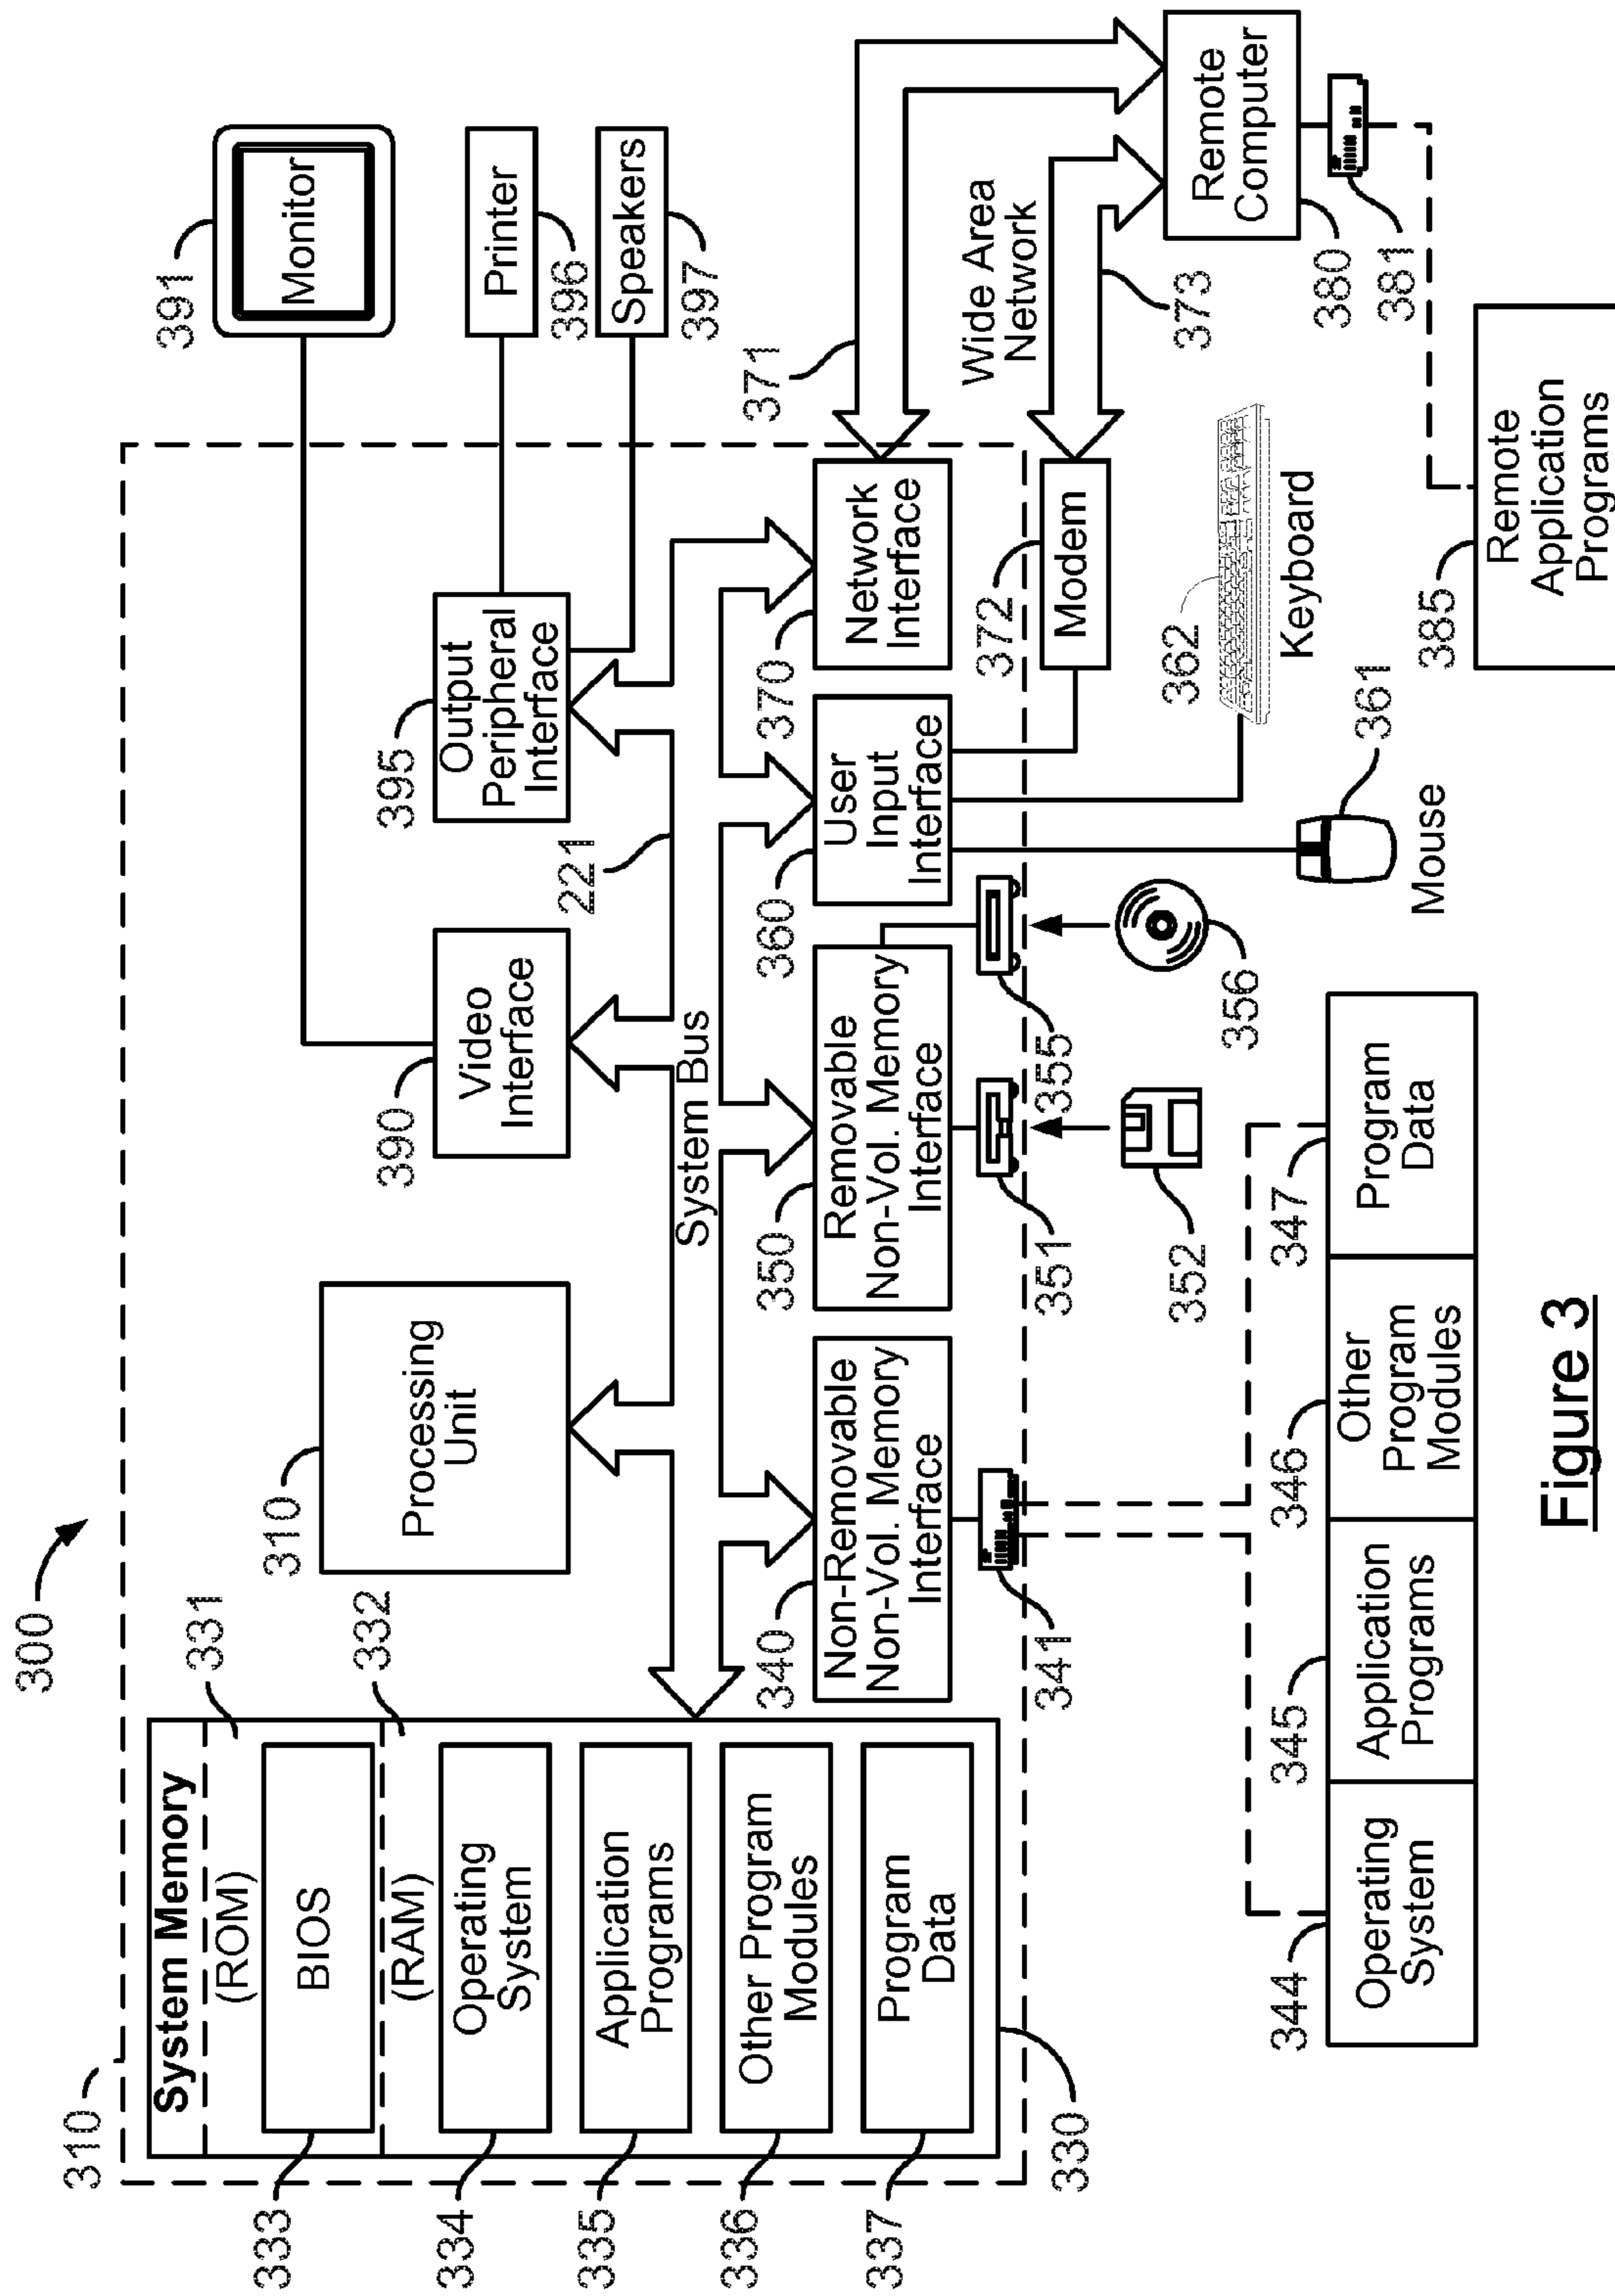 300
310
System Memory
(ROM)
331
BIOS
333
(RAM)
332
Operating
System
334
Application
Programs
335
Other Program
Modules
336
Program
Data
337
330
310
Processing
Unit
390
Video
Interface
395
Output
Peripheral
Interface
391
Monitor
Printer
396
Speakers
397
221
System Bus
340
Non-Removable
Non-Vol. Memory
Interface
341
350
Removable
Non-Vol. Memory
Interface
351
355
352
356
360
User
Input
Interface
370
Network
Interface
371
372
Modem
Wide Area
Network
373
Remote
Computer
380
381
362
Keyboard
361
Mouse
385
Remote
Application
Programs
344
Operating
System
345
Application
Programs
346
Other
Program
Modules
347
Program
Data
Figure 3